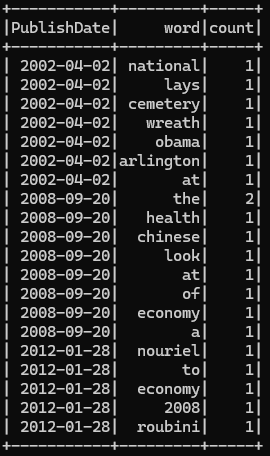 +-----------+---------+-----+
|PublishDate|     word|count|
+-----------+---------+-----+
| 2002-04-02| national|    1|
| 2002-04-02|     lays|    1|
| 2002-04-02| cemetery|    1|
| 2002-04-02|   wreath|    1|
| 2002-04-02|    obama|    1|
| 2002-04-02|arlington|    1|
| 2002-04-02|       at|    1|
| 2008-09-20|      the|    2|
| 2008-09-20|   health|    1|
| 2008-09-20|  chinese|    1|
| 2008-09-20|     look|    1|
| 2008-09-20|       at|    1|
| 2008-09-20|       of|    1|
| 2008-09-20|  economy|    1|
| 2008-09-20|        a|    1|
| 2012-01-28|  nouriel|    1|
| 2012-01-28|       to|    1|
| 2012-01-28|  economy|    1|
| 2012-01-28|     2008|    1|
| 2012-01-28|  roubini|    1|
+-----------+---------+-----+